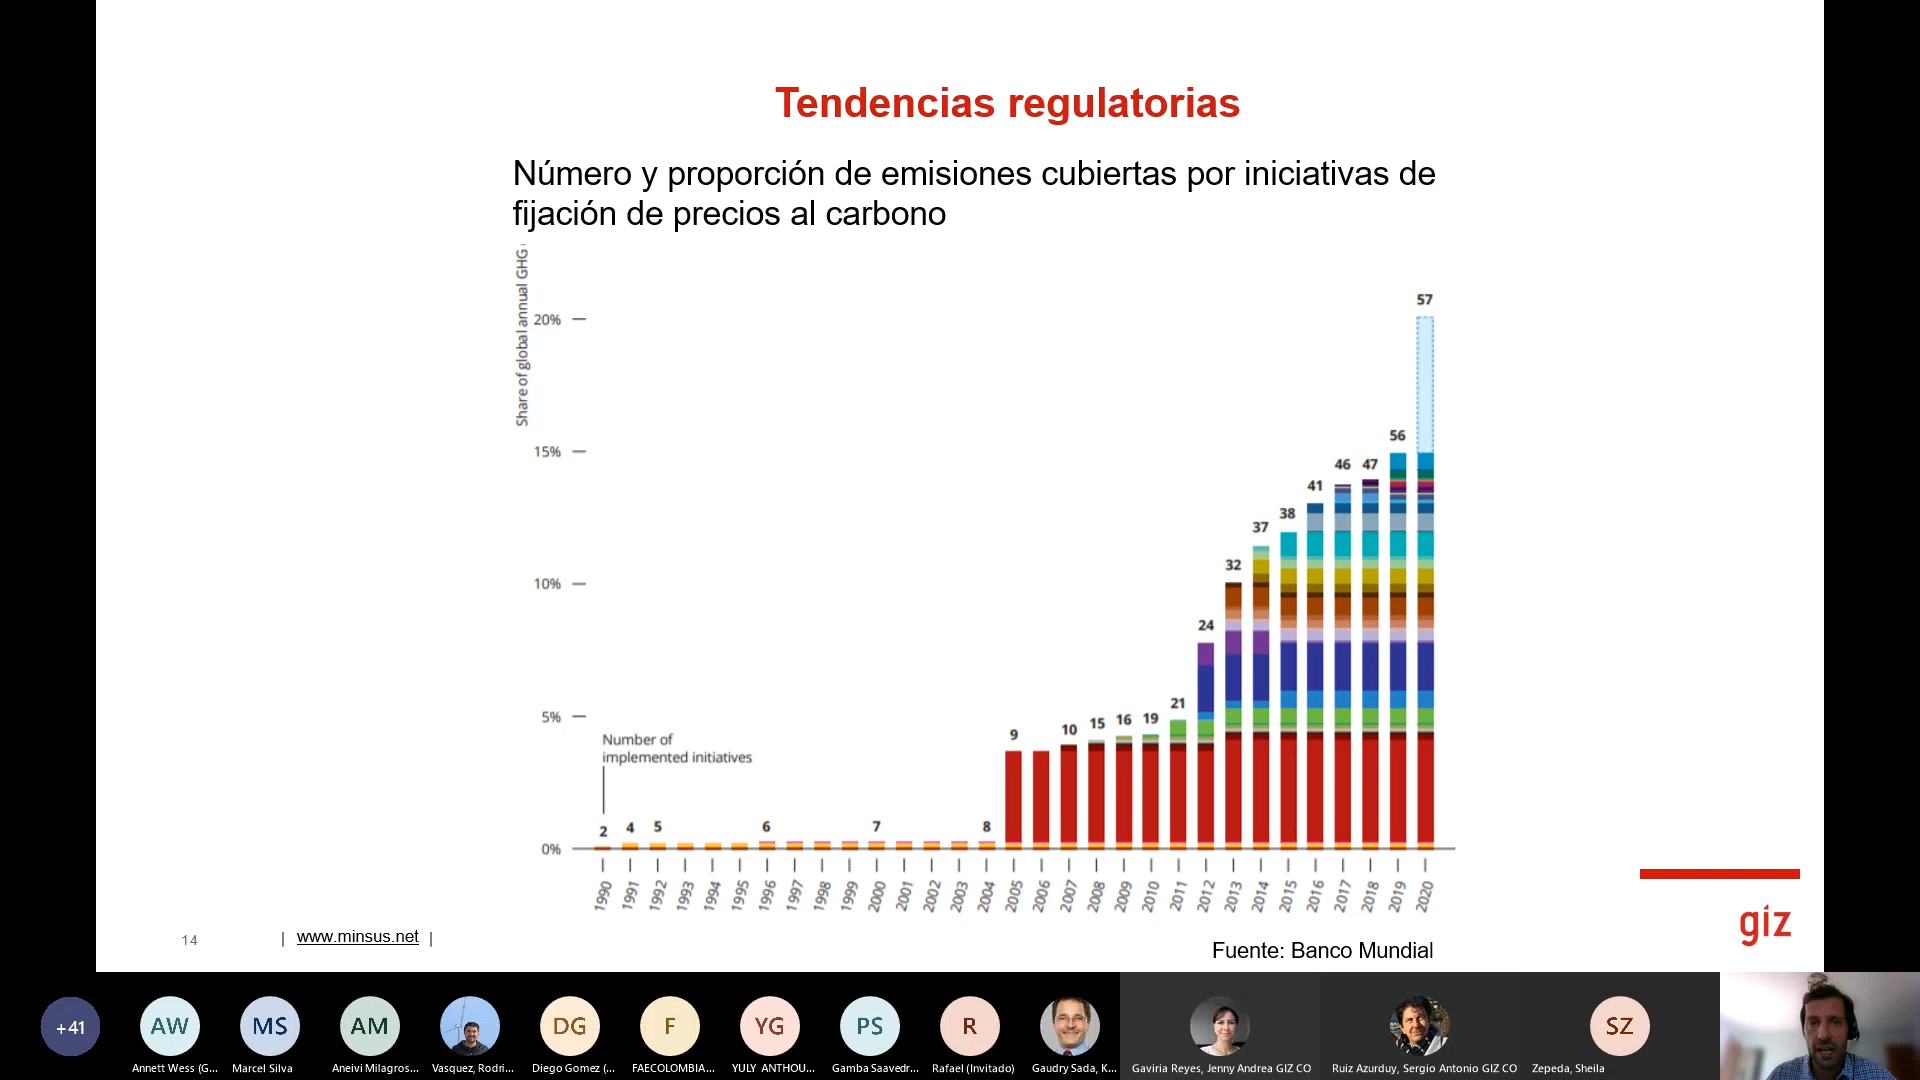 Tendencias regulatorias
Número y proporción de emisiones cubiertas por iniciativas de
fijación de precios al carbono
Share of global annual GHG
20%
15%
10%
5%
0%
Number of
implemented initiatives
2 4 5 6 7 8 9 10 15 16 19 21 24 32 37 38 41 46 47 56 57
1990 1991 1992 1993 1994 1995 1996 1997 1998 1999 2000 2001 2002 2003 2004 2005 2006 2007 2008 2009 2010 2011 2012 2013 2014 2015 2016 2017 2018 2019 2020
14 | www.minsus.net |
Fuente: Banco Mundial
giz
+41 AW MS AM DG F YG PS R SZ
Annett Wess (G... Marcel Silva Aneivi Milagros... Vasquez, Rodri... Diego Gomez (... FAECOLOMBIA... YULY ANTHOU... Gamba Saavedr... Rafael (Invitado) Gaudry Sada, K... Gaviria Reyes, Jenny Andrea GIZ CO Ruiz Azurduy, Sergio Antonio GIZ CO Zepeda, Sheila